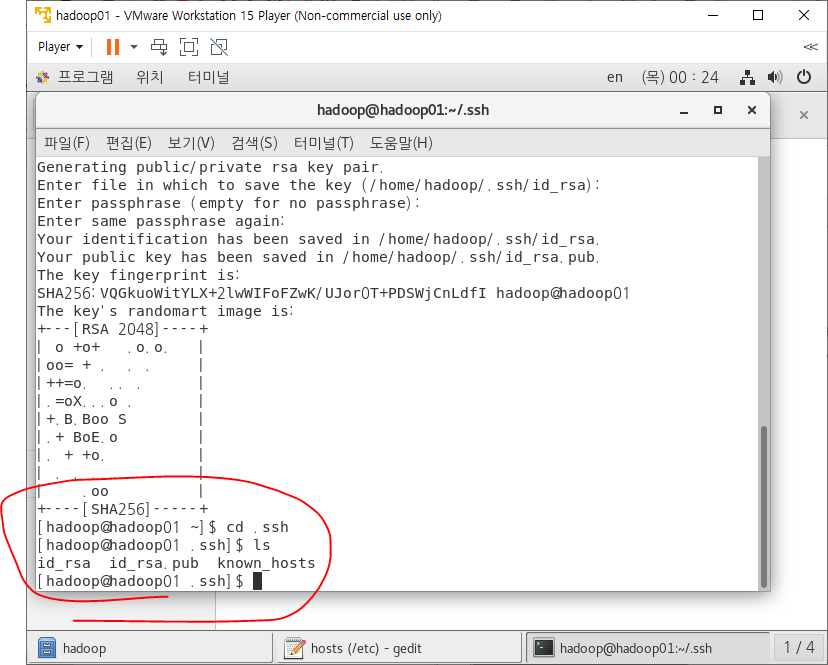 hadoop01 - VMware Workstation 15 Player (Non-commercial use only)
Player
프로그램 위치 터미널 en (목) 00 : 24
hadoop@hadoop01:~/.ssh
파일(F) 편집(E) 보기(V) 검색(S) 터미널(T) 도움말(H)
Generating public/private rsa key pair.
Enter file in which to save the key (/home/hadoop/.ssh/id_rsa):
Enter passphrase (empty for no passphrase):
Enter same passphrase again:
Your identification has been saved in /home/hadoop/.ssh/id_rsa.
Your public key has been saved in /home/hadoop/.ssh/id_rsa.pub.
The key fingerprint is:
SHA256:VQGkuoWitYLX+2lwWIFoFZwK/UJor0T+PDSWjCnLdfI hadoop@hadoop01
The key's randomart image is:
+---[RSA 2048]----+
| o +o+   .o.o.   |
|oo= + .  . .     |
|++=o.  .. .      |
|.=oX...o .       |
|+.B.Boo S        |
|.+ BoE.o         |
|. + +o.          |
| . . ..          |
|    .oo          |
+----[SHA256]-----+
[hadoop@hadoop01 ~]$ cd .ssh
[hadoop@hadoop01 .ssh]$ ls
id_rsa  id_rsa.pub  known_hosts
[hadoop@hadoop01 .ssh]$
hadoop hosts (/etc) - gedit hadoop@hadoop01:~/.ssh 1 / 4